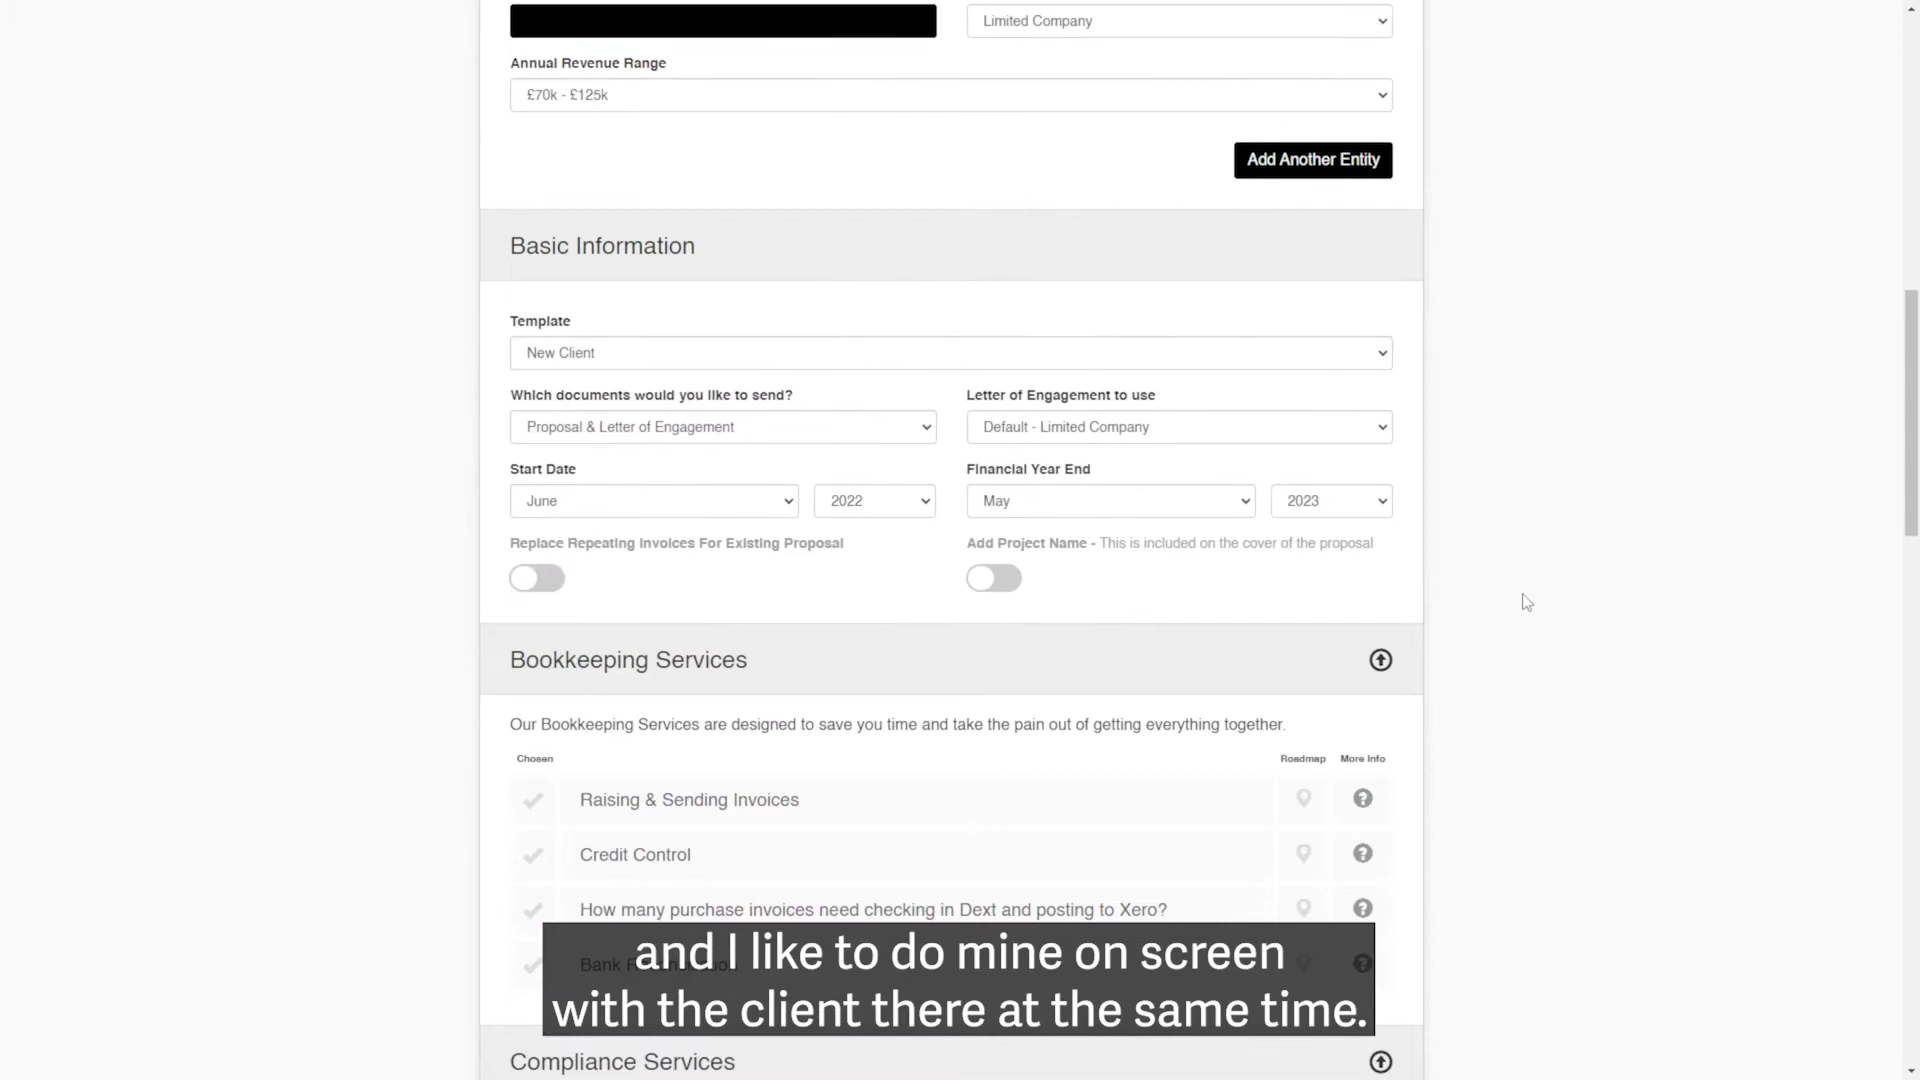 Limited Company
Annual Revenue Range
£70k - £125k
Add Another Entity
Basic Information
Template
New Client
Which documents would you like to send?
Letter of Engagement to use
Proposal & Letter of Engagement
Default - Limited Company
Start Date
Financial Year End
June
2022
May
2023
Replace Repeating Invoices For Existing Proposal
Add Project Name - This is included on the cover of the proposal
Bookkeeping Services
Our Bookkeeping Services are designed to save you time and take the pain out of getting everything together.
Chosen
Roadmap
More Info
Raising & Sending Invoices
Credit Control
How many purchase invoices need checking in Dext and posting to Xero?
Bank
and I like to do mine on screen
with the client there at the same time.
Compliance Services